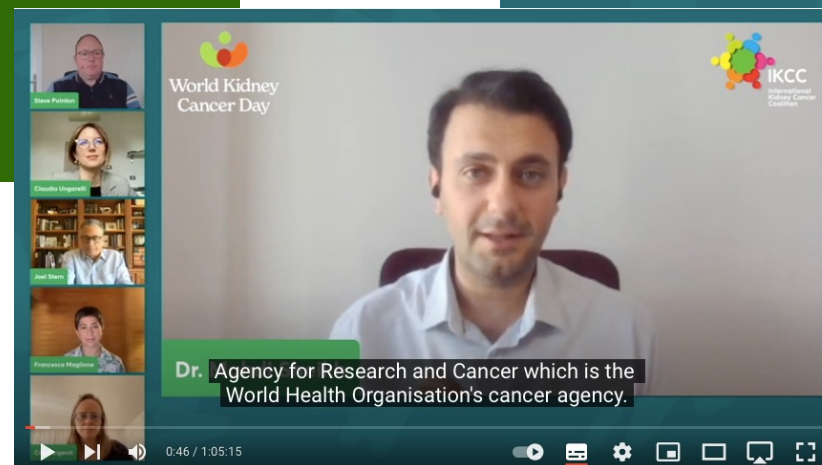 Steve Pointon
Claudia Ungarelli
Joel Stern
Francesca Maglione
World Kidney
Cancer Day
IKCC
International
Kidney Cancer
Coalition
Dr.
Agency for Research and Cancer which is the
World Health Organisation's cancer agency.
0:46 / 1:05:15